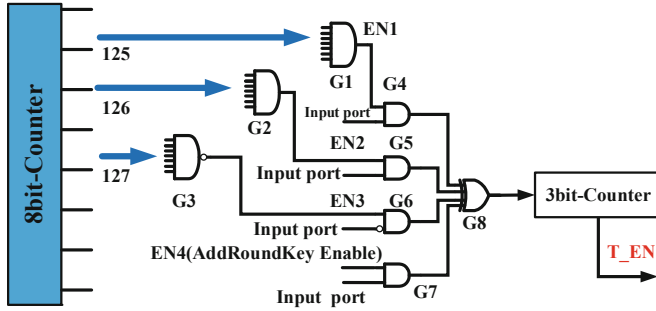 8bit-Counter
125
EN1
G1
G4
126
G2
Input port
EN2
G5
127
G3
Input port
EN3
G6
G8
3bit-Counter
Input port
EN4(AddRoundKey Enable)
G7
Input port
T_EN